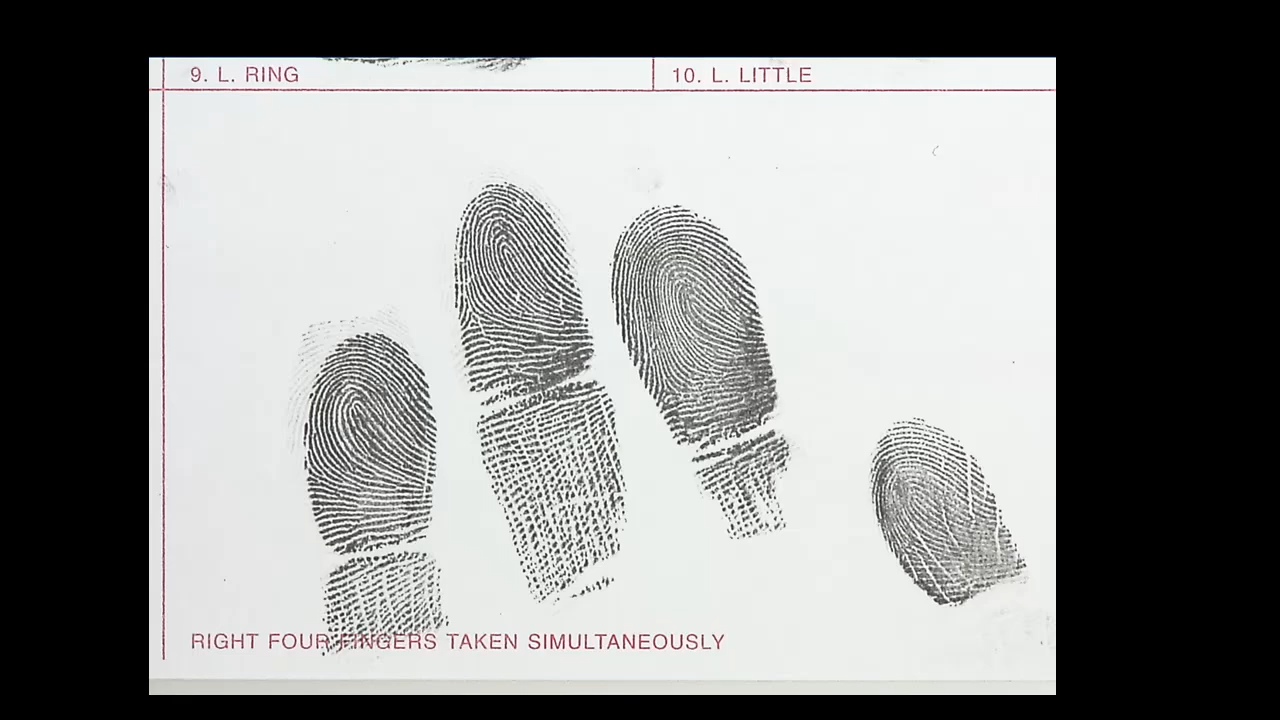 9. L. RING
10. L. LITTLE
RIGHT FOUR FINGERS TAKEN SIMULTANEOUSLY